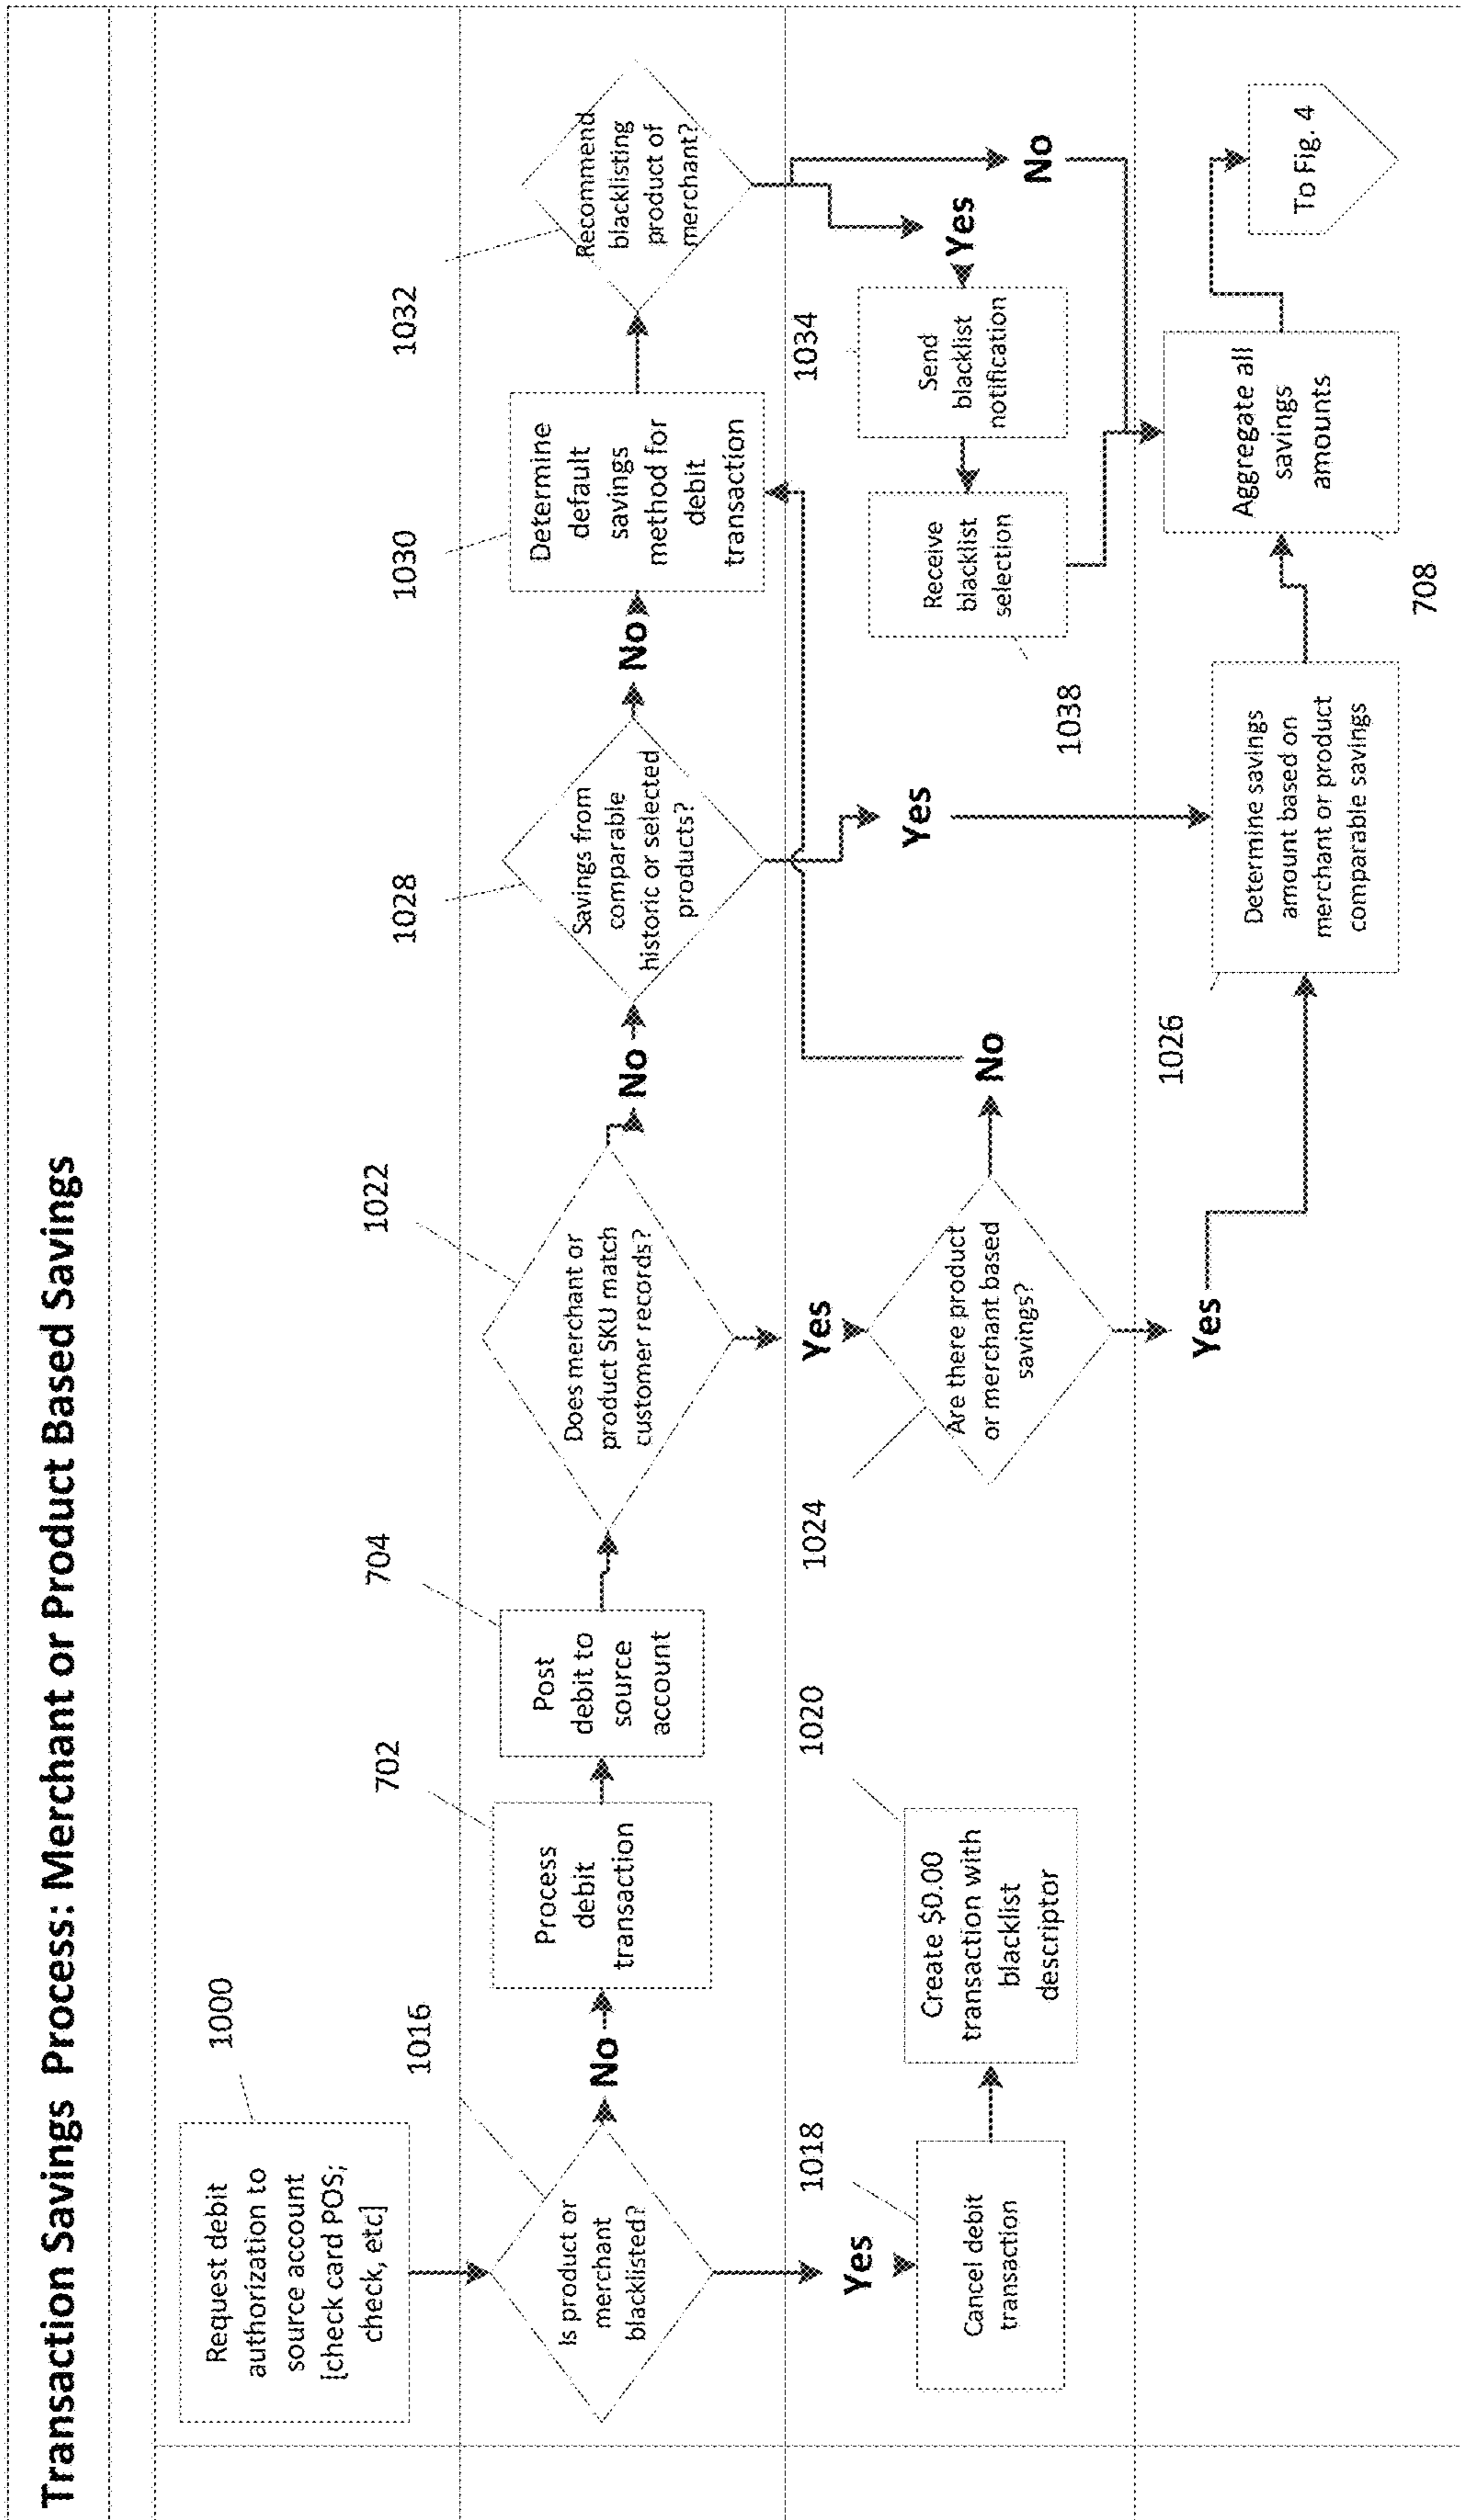 Transaction Savings Process: Merchant or Product Based Savings
1000
Request debit
authorization to
source account
[check card POS;
check, etc]
1016
Is product or
merchant
blacklisted?
No
702
Process
debit
transaction
704
Post
debit to
source
account
1022
Does merchant or
product SKU match
customer records?
No
1028
Savings from
comparable
historic or selected
products?
No
1030
Determine
default
savings
method for
debit
transaction
1032
Recommend
blacklisting
product of
merchant?
Yes
1018
Cancel debit
transaction
1020
Create $0.00
transaction with
blacklist
descriptor
Yes
1024
Are there product
or merchant based
savings?
No
Yes
1038
Receive
blacklist
selection
1034
Send
blacklist
notification
Yes
No
Yes
1026
Determine savings
amount based on
merchant or product
comparable savings
708
Aggregate all
savings
amounts
To Fig. 4